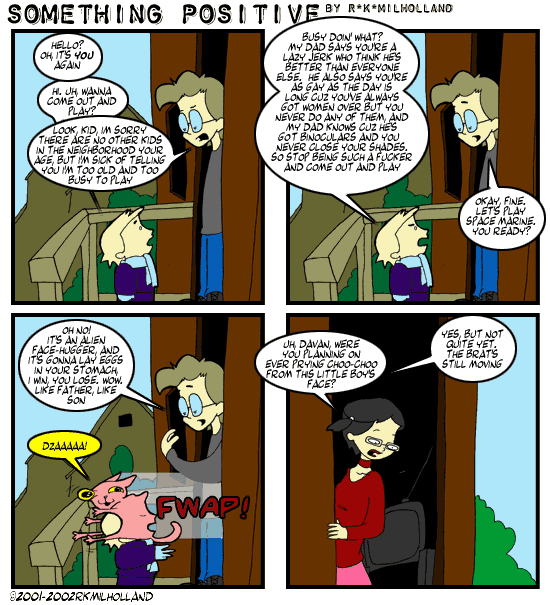 SOMETHING POSITIVE BY R*K*MILHOLLAND
HELLO?
OH, IT'S YOU
AGAIN
HI. UH, WANNA
COME OUT AND
PLAY?
LOOK, KID, IM SORRY
THERE ARE NO OTHER KIDS
IN THE NEIGHBORHOOD YOUR
AGE, BUT I'M SICK OF TELLING
YOU I'M TOO OLD AND TOO
BUSY TO PLAY
BUSY DOIN' WHAT?
MY DAD SAYS YOU'RE A
LAZY JERK WHO THINK HE'S
BETTER THAN EVERYONE
ELSE. HE ALSO SAYS YOU'RE
AS GAY AS THE DAY IS
LONG CUZ YOU'VE ALWAYS
GOT WOMEN OVER BUT YOU
NEVER DO ANY OF THEM, AND
MY DAD KNOWS CUZ HE'S
GOT BINOCULARS AND YOU
NEVER CLOSE YOUR SHADES,
SO STOP BEING SUCH A FUCKER
AND COME OUT AND PLAY
OKAY, FINE.
LET'S PLAY
SPACE MARINE.
YOU READY?
OH NO!
IT'S AN ALIEN
FACE-HUGGER, AND
IT'S GONNA LAY EGGS
IN YOUR STOMACH,
I WIN, YOU LOSE. WOW.
LIKE FATHER, LIKE
SON
DZAAAAA!
FWAP!
UH, DAVAN, WERE
YOU PLANNING ON
EVER PRYING CHOO-CHOO
FROM THIS LITTLE BOY'S
FACE?
YES, BUT NOT
QUITE YET.
THE BRAT'S
STILL MOVING
©2001-2002RKMILHOLLAND